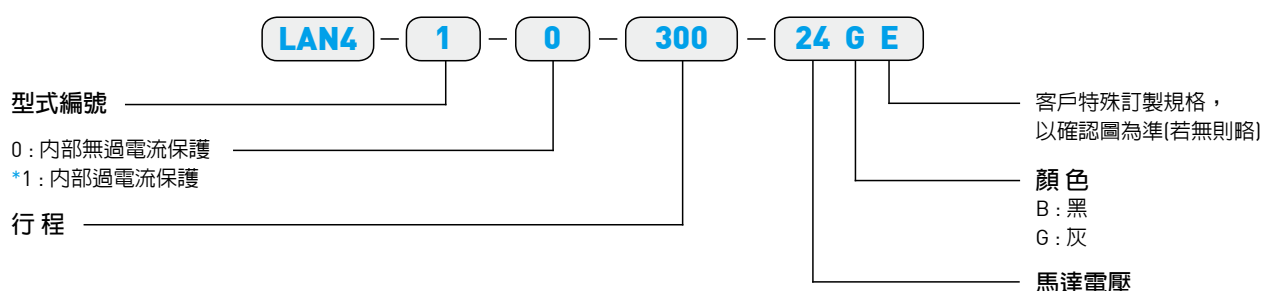 LAN4 – 1 – 0 – 300 – 24 G E
型式編號
0 : 內部無過電流保護
*1 : 內部過電流保護
行 程
客戶特殊訂製規格，
以確認圖為準(若無則略)
顏 色
B : 黑
G : 灰
馬達電壓